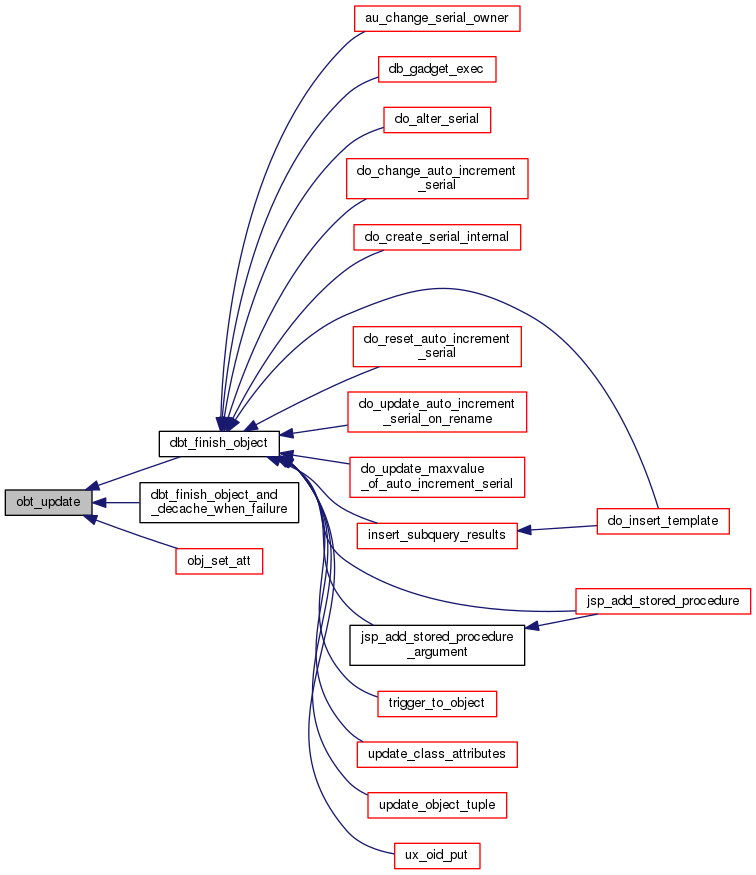 au_change_serial_owner
db_gadget_exec
do_alter_serial
do_change_auto_increment
_serial
do_create_serial_internal
do_reset_auto_increment
_serial
do_update_auto_increment
_serial_on_rename
dbt_finish_object
do_update_maxvalue
_of_auto_increment_serial
obt_update
dbt_finish_object_and
_decache_when_failure
insert_subquery_results
do_insert_template
obj_set_att
jsp_add_stored_procedure
jsp_add_stored_procedure
_argument
trigger_to_object
update_class_attributes
update_object_tuple
ux_oid_put